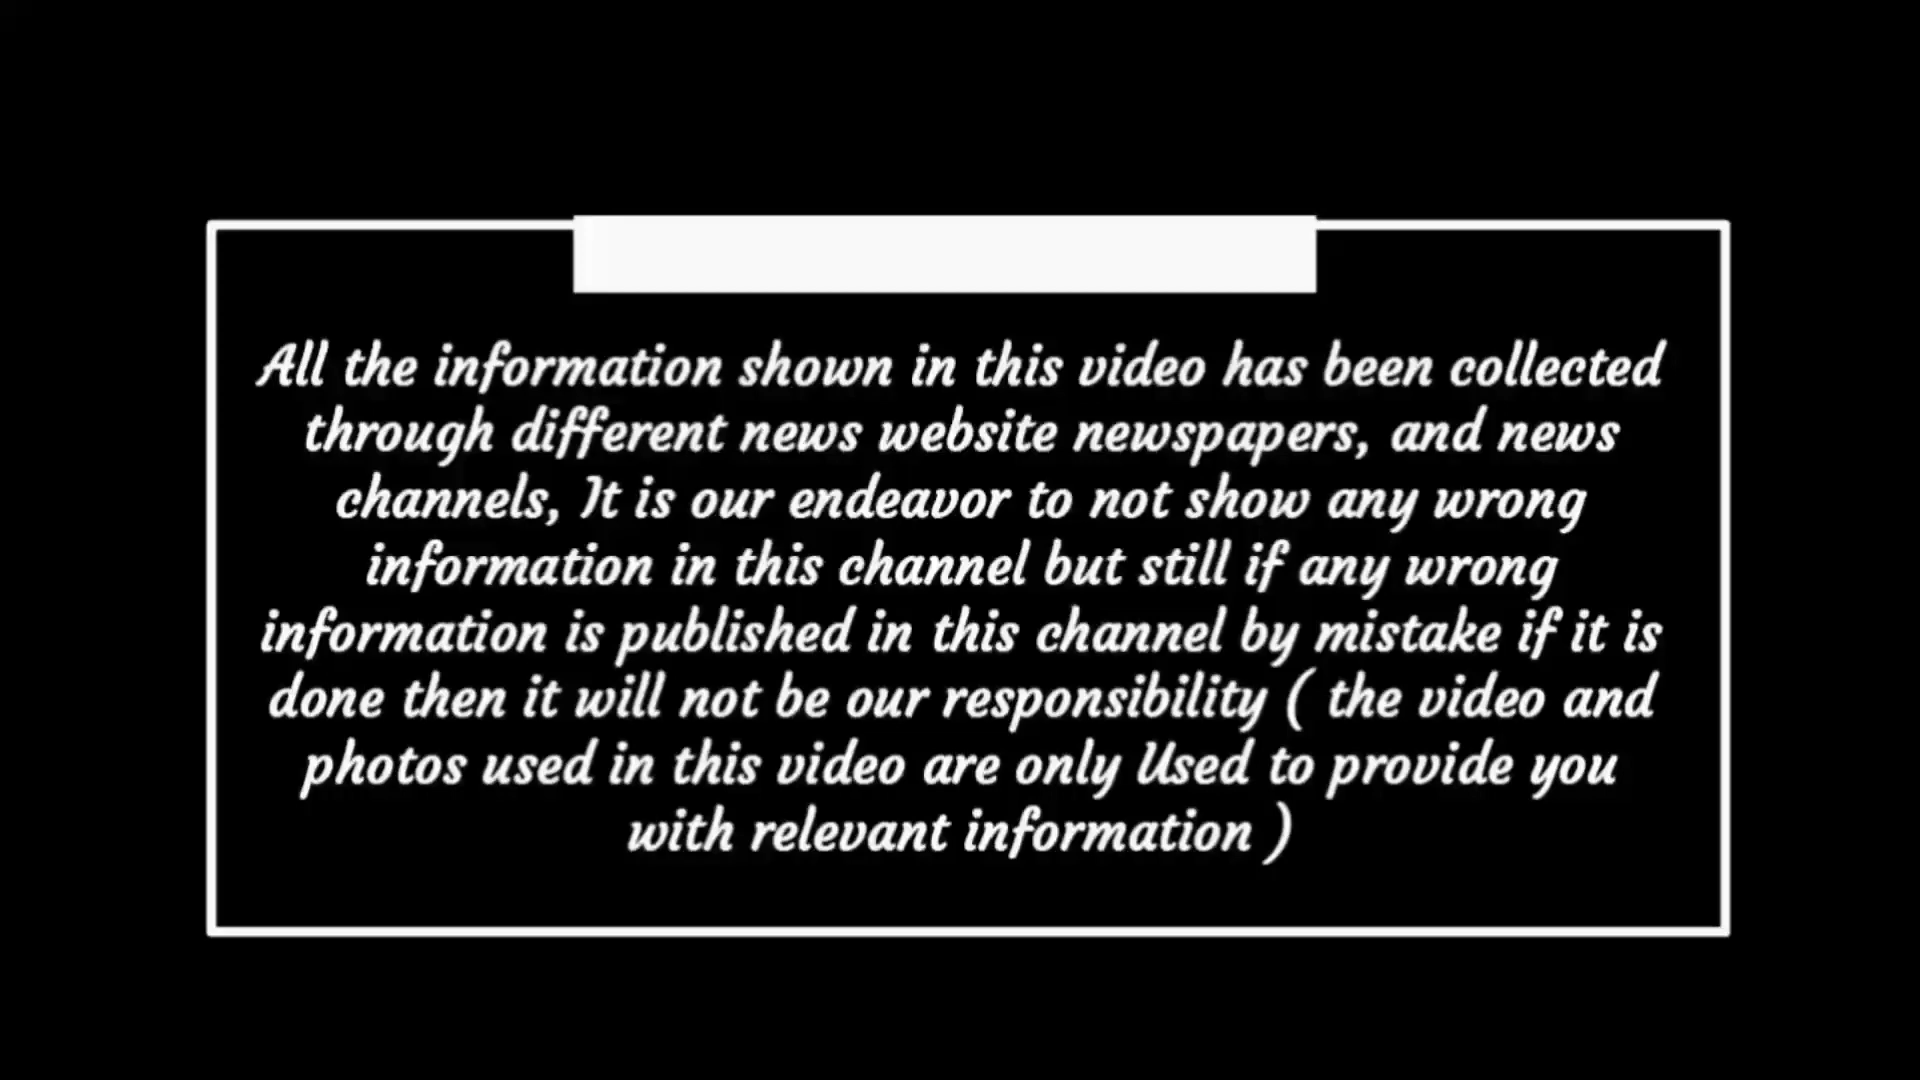 All the information shown in this video has been collected
through different news website newspapers, and news
channels, It is our endeavor to not show any wrong
information in this channel but still if any wrong
information is published in this channel by mistake if it is
done then it will not be our responsibility ( the video and
photos used in this video are only Used to provide you
with relevant information )